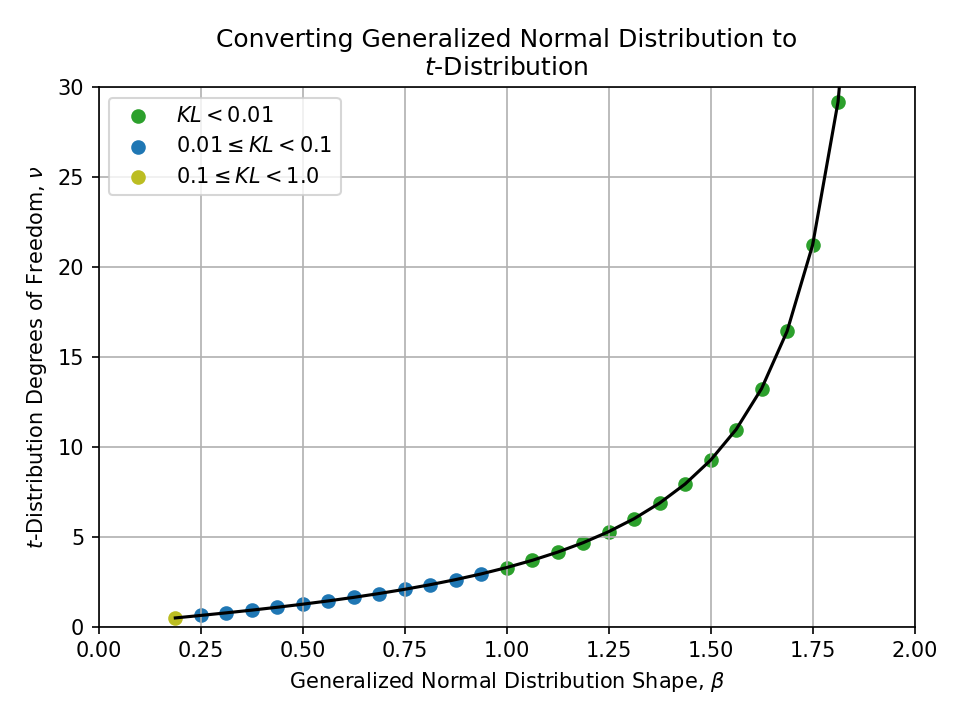 Converting Generalized Normal Distribution to
t-Distribution
KL < 0.01
0.01 ≤ KL < 0.1
0.1 ≤ KL < 1.0
t-Distribution Degrees of Freedom, ν
30
25
20
15
10
5
0
0.00 0.25 0.50 0.75 1.00 1.25 1.50 1.75 2.00
Generalized Normal Distribution Shape, β